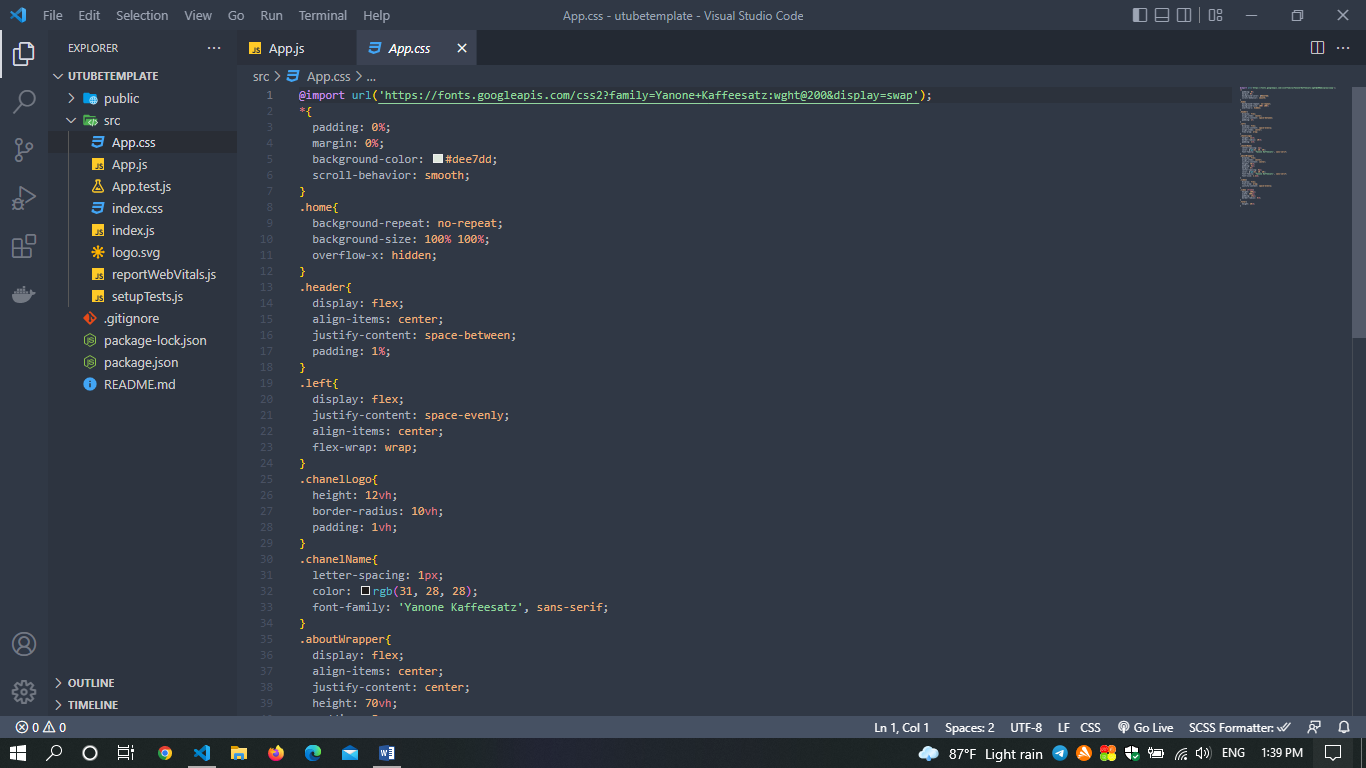 File Edit Selection View Go Run Terminal Help
App.css - utubetemplate - Visual Studio Code
EXPLORER
UTUBETEMPLATE
public
src
App.css
App.js
App.test.js
index.css
index.js
logo.svg
reportWebVitals.js
setupTests.js
.gitignore
package-lock.json
package.json
README.md
OUTLINE
TIMELINE
App.js
App.css
src > App.css > ...
1 @import url('https://fonts.googleapis.com/css2?family=Yanone+Kaffeesatz:wght@200&display=swap');
2 *{
3 padding: 0%;
4 margin: 0%;
5 background-color: #dee7dd;
6 scroll-behavior: smooth;
7 }
8 .home{
9 background-repeat: no-repeat;
10 background-size: 100% 100%;
11 overflow-x: hidden;
12 }
13 .header{
14 display: flex;
15 align-items: center;
16 justify-content: space-between;
17 padding: 1%;
18 }
19 .left{
20 display: flex;
21 justify-content: space-evenly;
22 align-items: center;
23 flex-wrap: wrap;
24 }
25 .chanelLogo{
26 height: 12vh;
27 border-radius: 10vh;
28 padding: 1vh;
29 }
30 .chanelName{
31 letter-spacing: 1px;
32 color: rgb(31, 28, 28);
33 font-family: 'Yanone Kaffeesatz', sans-serif;
34 }
35 .aboutWrapper{
36 display: flex;
37 align-items: center;
38 justify-content: center;
39 height: 70vh;
0 0
Ln 1, Col 1 Spaces: 2 UTF-8 LF CSS Go Live SCSS Formatter:
87°F Light rain ENG 1:39 PM